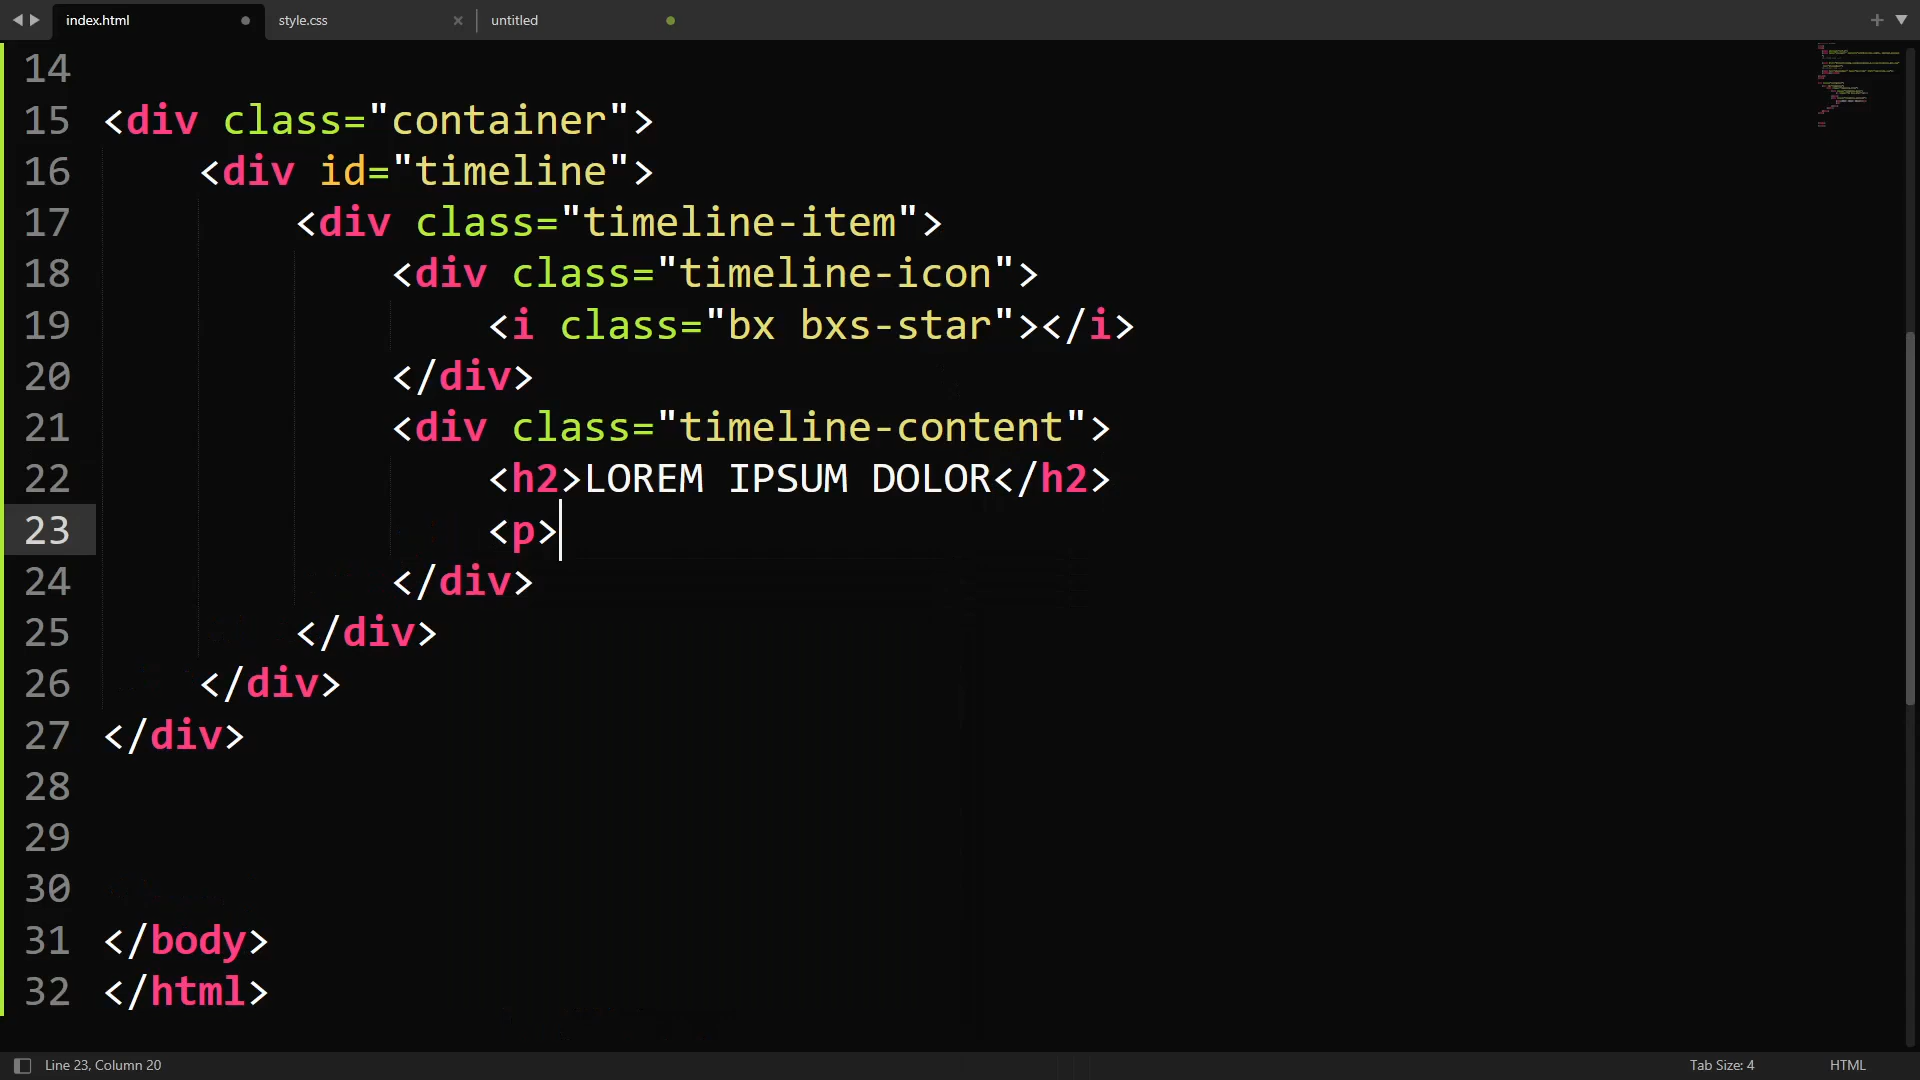 index.html style.css untitled
14
15 <div class="container">
16 <div id="timeline">
17 <div class="timeline-item">
18 <div class="timeline-icon">
19 <i class="bx bxs-star"></i>
20 </div>
21 <div class="timeline-content">
22 <h2>LOREM IPSUM DOLOR</h2>
23 <p>
24 </div>
25 </div>
26 </div>
27 </div>
28
29
30
31 </body>
32 </html>
Line 23, Column 20 Tab Size: 4 HTML